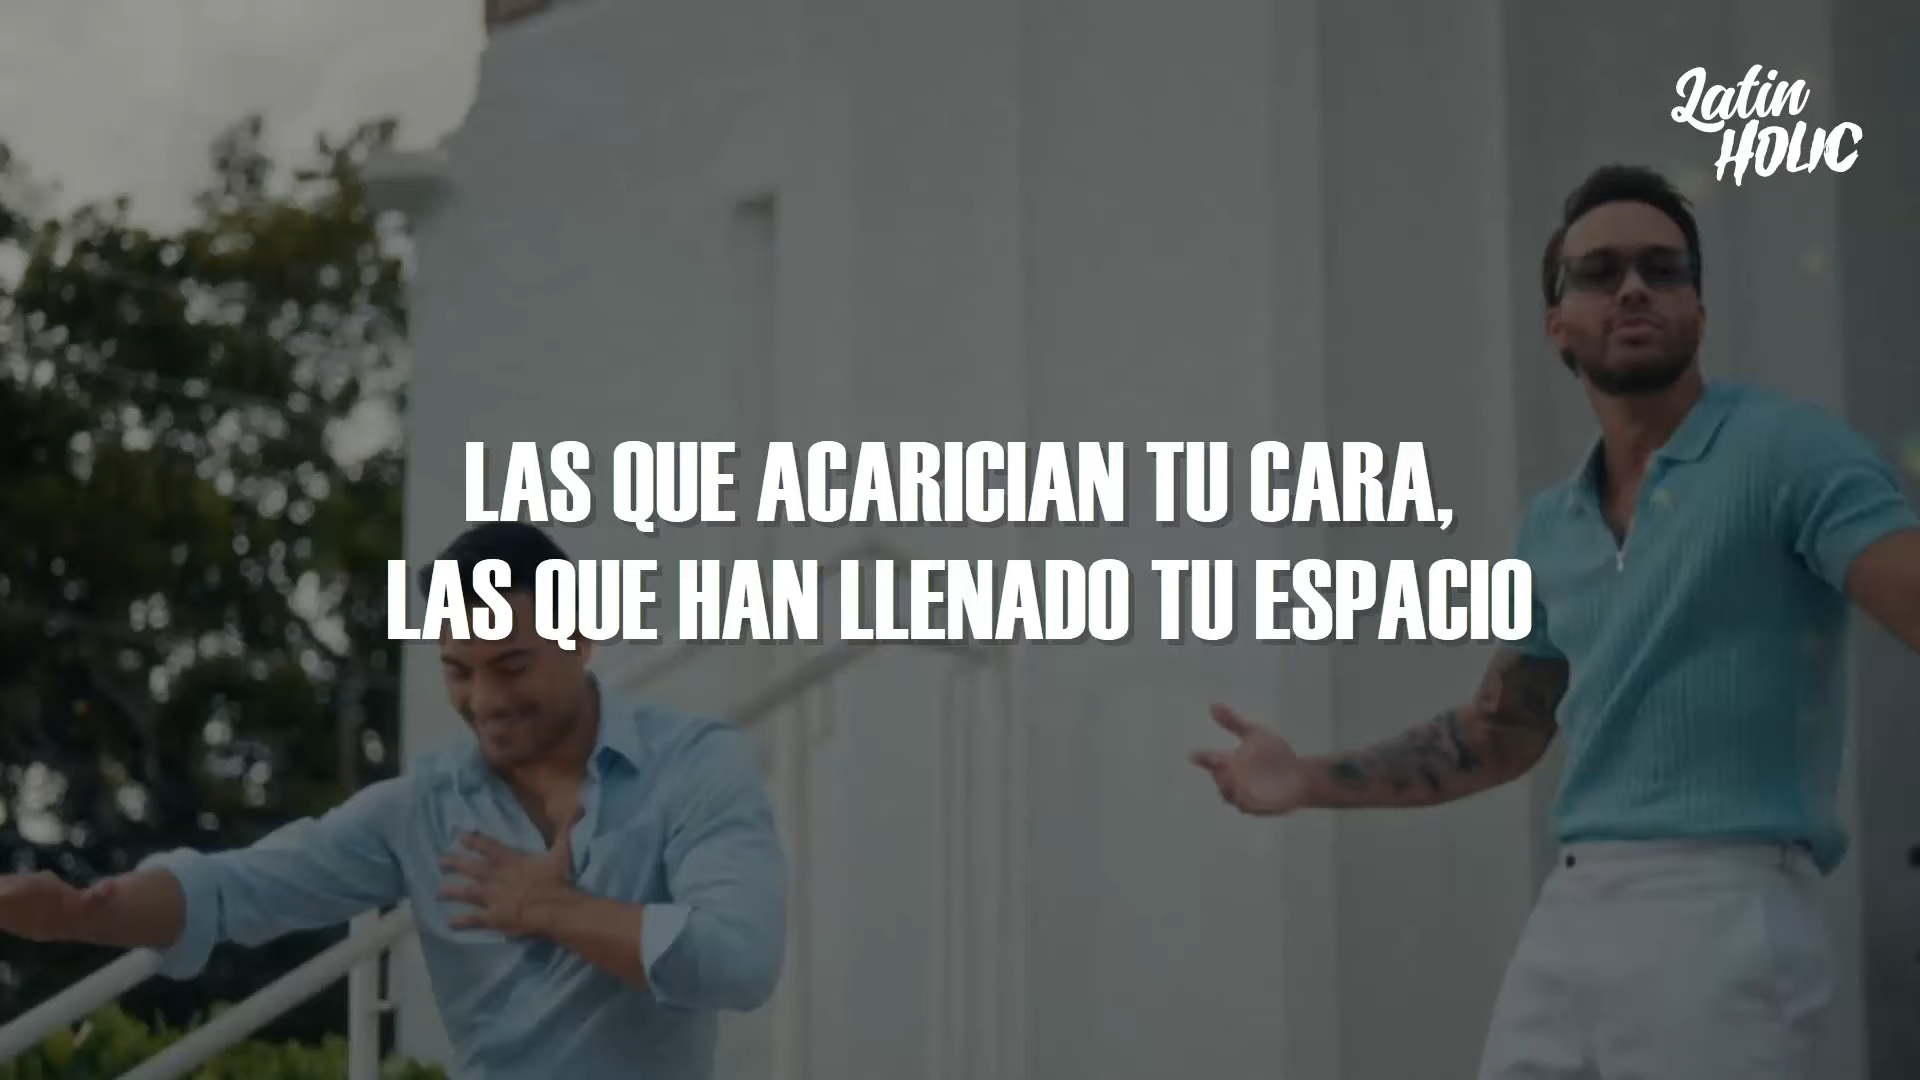 Latin
HOLIC
LAS QUE ACARICIAN TU CARA,
LAS QUE HAN LLENADO TU ESPACIO